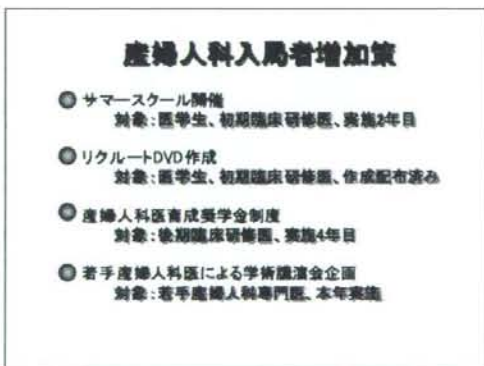 産婦人科入局者増加策
サマースクール開催
対象:医学生、初期臨床研修医、実施2年目
リクルートDVD作成
対象:医学生、初期臨床研修医、作成配布済み
産婦人科医育成奨学金制度
対象:後期臨床研修医、実施4年目
若手産婦人科医による学術講演会企画
対象:若手産婦人科専門医、本年実施